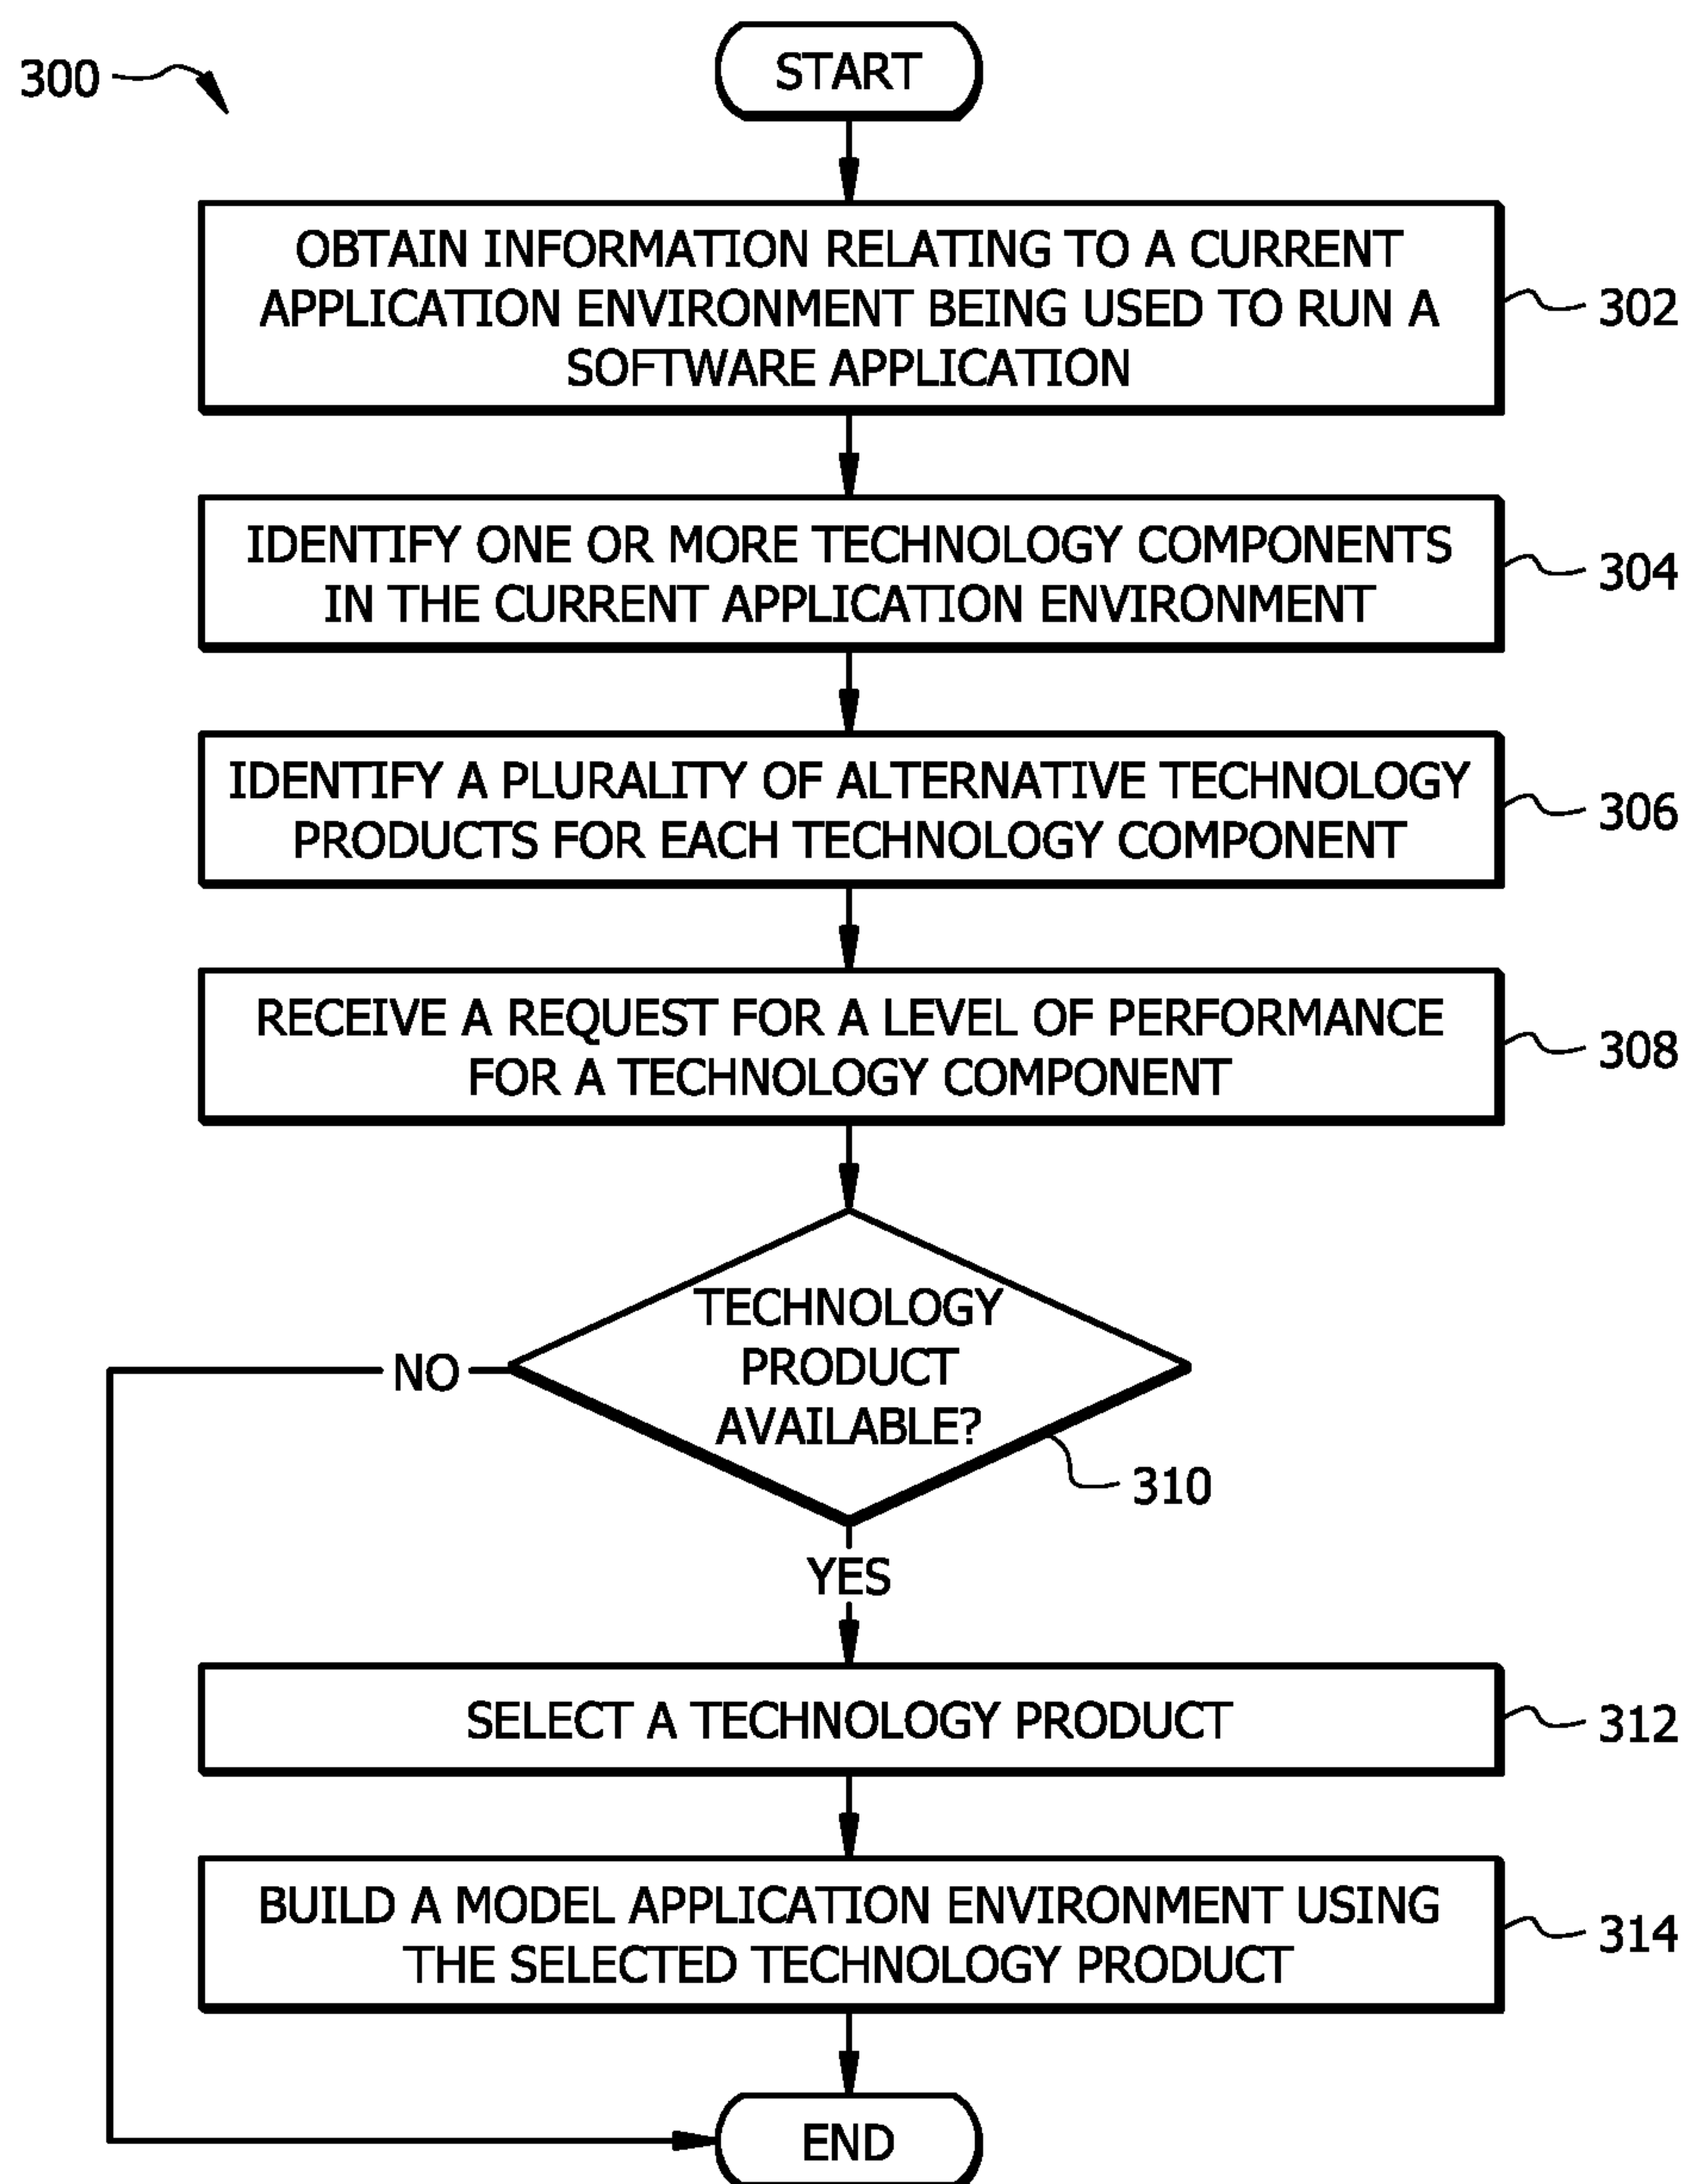 300
START
OBTAIN INFORMATION RELATING TO A CURRENT
APPLICATION ENVIRONMENT BEING USED TO RUN A
SOFTWARE APPLICATION
302
IDENTIFY ONE OR MORE TECHNOLOGY COMPONENTS
IN THE CURRENT APPLICATION ENVIRONMENT
304
IDENTIFY A PLURALITY OF ALTERNATIVE TECHNOLOGY
PRODUCTS FOR EACH TECHNOLOGY COMPONENT
306
RECEIVE A REQUEST FOR A LEVEL OF PERFORMANCE
FOR A TECHNOLOGY COMPONENT
308
TECHNOLOGY
PRODUCT
AVAILABLE?
NO
310
YES
SELECT A TECHNOLOGY PRODUCT
312
BUILD A MODEL APPLICATION ENVIRONMENT USING
THE SELECTED TECHNOLOGY PRODUCT
314
END